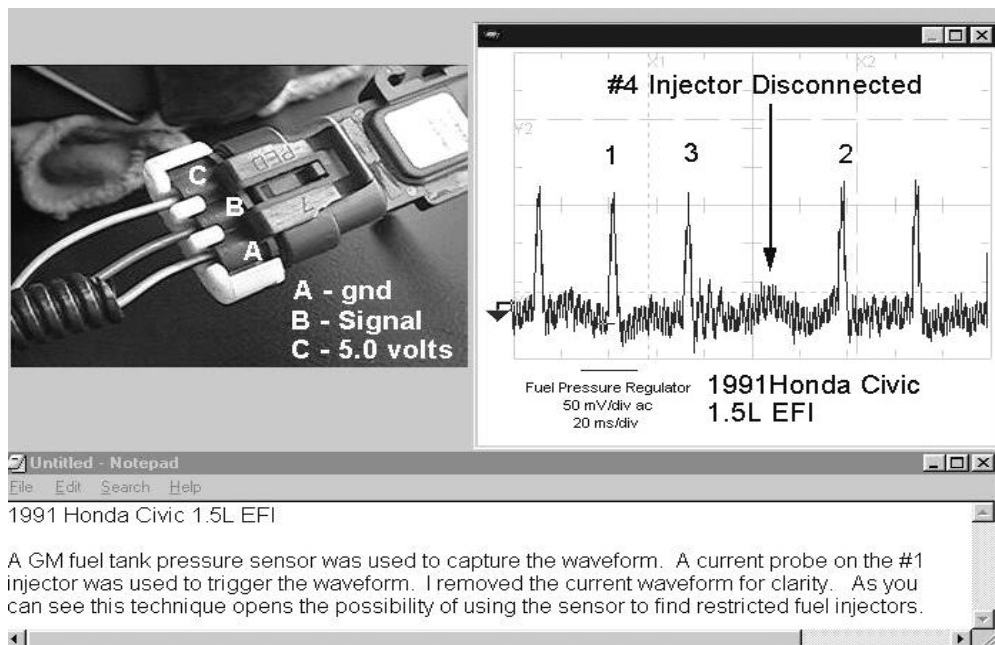 C
B
A
A - gnd
B - Signal
C - 5.0 volts
X1 X2
#4 Injector Disconnected
Y2
1 3 2
Fuel Pressure Regulator
50 mV/div ac
20 ms/div
1991Honda Civic
1.5L EFI
Untitled - Notepad
File Edit Search Help
1991 Honda Civic 1.5L EFI
A GM fuel tank pressure sensor was used to capture the waveform. A current probe on the #1
injector was used to trigger the waveform. I removed the current waveform for clarity. As you
can see this technique opens the possibility of using the sensor to find restricted fuel injectors.